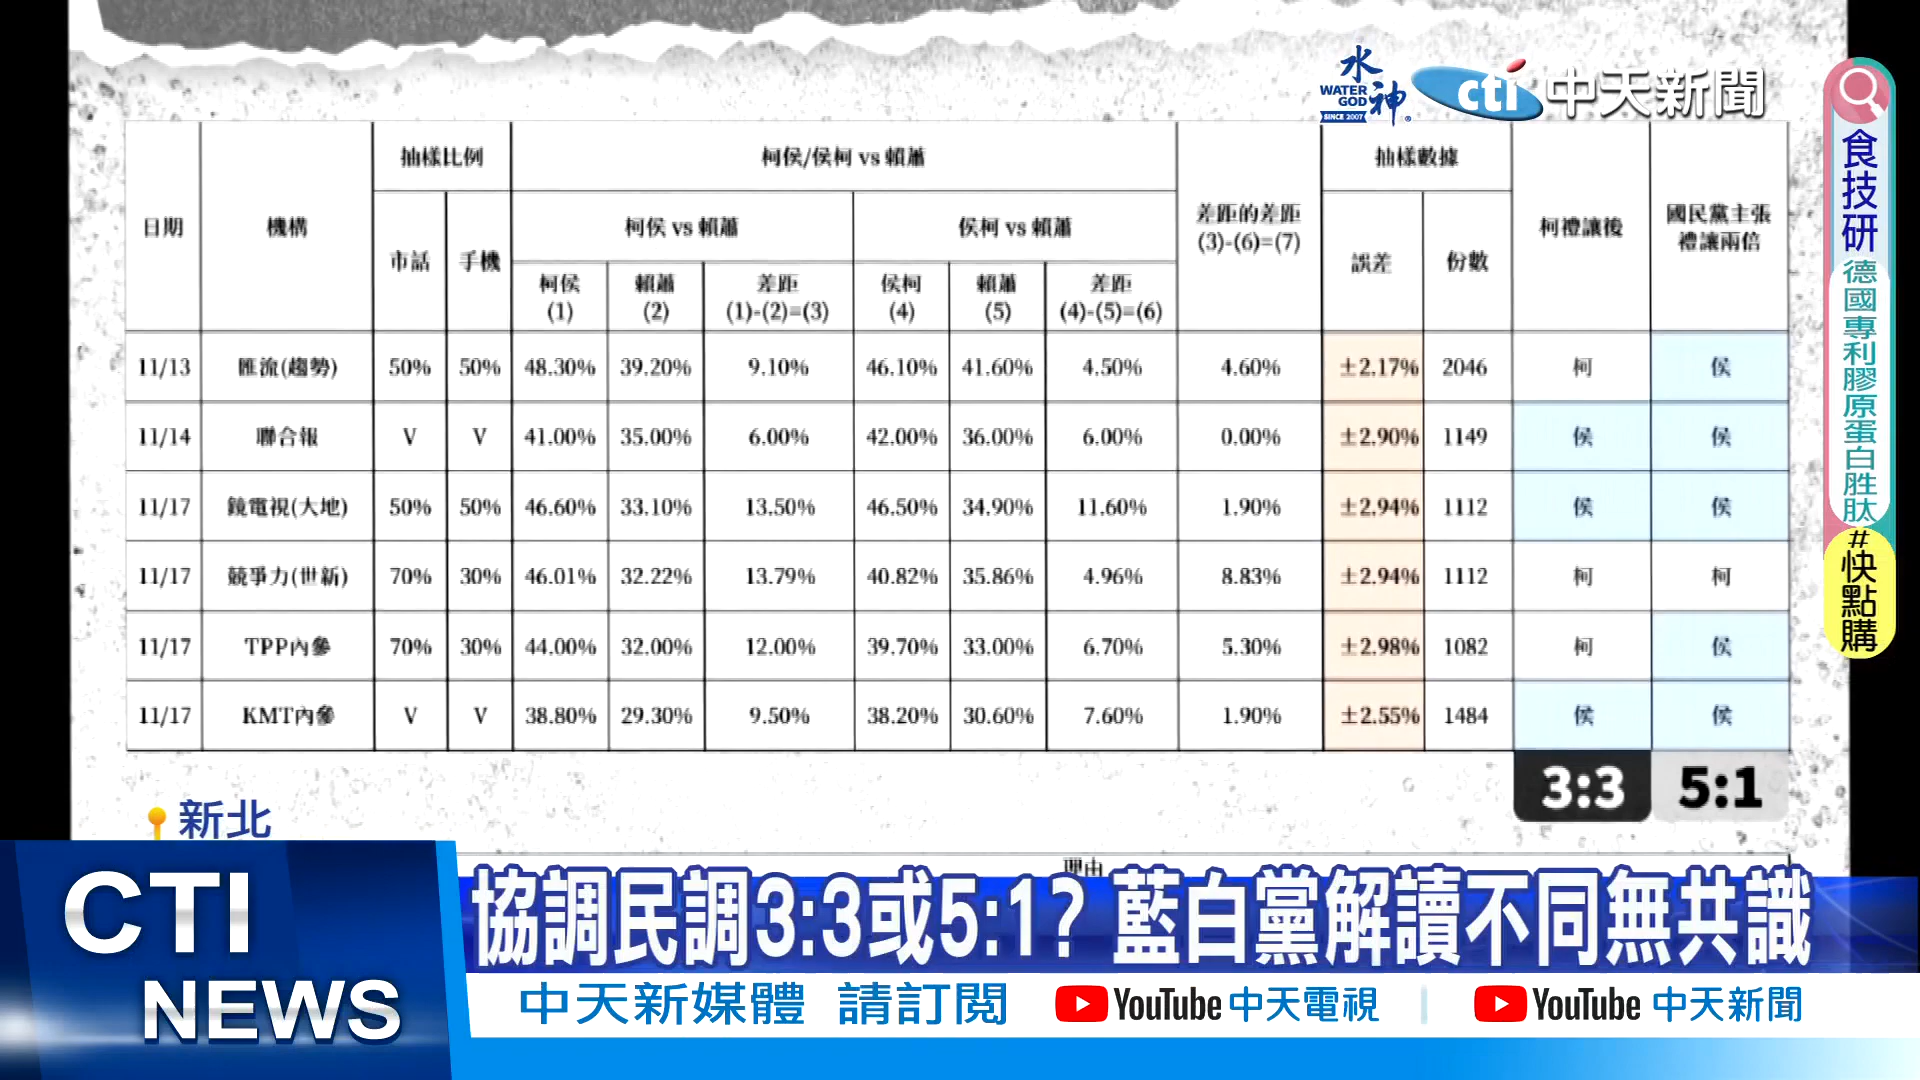 水神
WATER GOD
SINCE 2007
cti 中天新聞
日期 機構 抽樣比例 柯侯/侯柯 vs 賴蕭 差距的差距 (3)-(6)=(7) 抽樣數據 柯禮讓後 國民黨主張禮讓兩倍
市話 手機 柯侯 vs 賴蕭 侯柯 vs 賴蕭 誤差 份數
柯侯 (1) 賴蕭 (2) 差距 (1)-(2)=(3) 侯柯 (4) 賴蕭 (5) 差距 (4)-(5)=(6)
11/13 匯流(趨勢) 50% 50% 48.30% 39.20% 9.10% 46.10% 41.60% 4.50% 4.60% ±2.17% 2046 柯 侯
11/14 聯合報 V V 41.00% 35.00% 6.00% 42.00% 36.00% 6.00% 0.00% ±2.90% 1149 侯 侯
11/17 鏡電視(大地) 50% 50% 46.60% 33.10% 13.50% 46.50% 34.90% 11.60% 1.90% ±2.94% 1112 侯 侯
11/17 競爭力(世新) 70% 30% 46.01% 32.22% 13.79% 40.82% 35.86% 4.96% 8.83% ±2.94% 1112 柯 柯
11/17 TPP內參 70% 30% 44.00% 32.00% 12.00% 39.70% 33.00% 6.70% 5.30% ±2.98% 1082 柯 侯
11/17 KMT內參 V V 38.80% 29.30% 9.50% 38.20% 30.60% 7.60% 1.90% ±2.55% 1484 侯 侯
3:3 5:1
食技研
德國專利膠原蛋白胜肽
#快點購
新北
理由
CTI NEWS
協調民調3:3或5:1? 藍白黨解讀不同無共識
中天新媒體 請訂閱 YouTube 中天電視 | YouTube 中天新聞